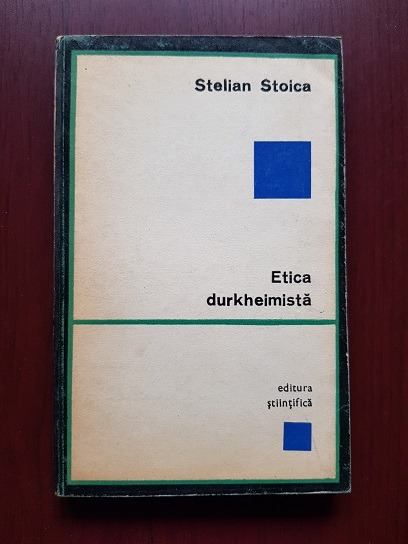 Stelian Stoica
Etica
durkheimistă
editura
științifică